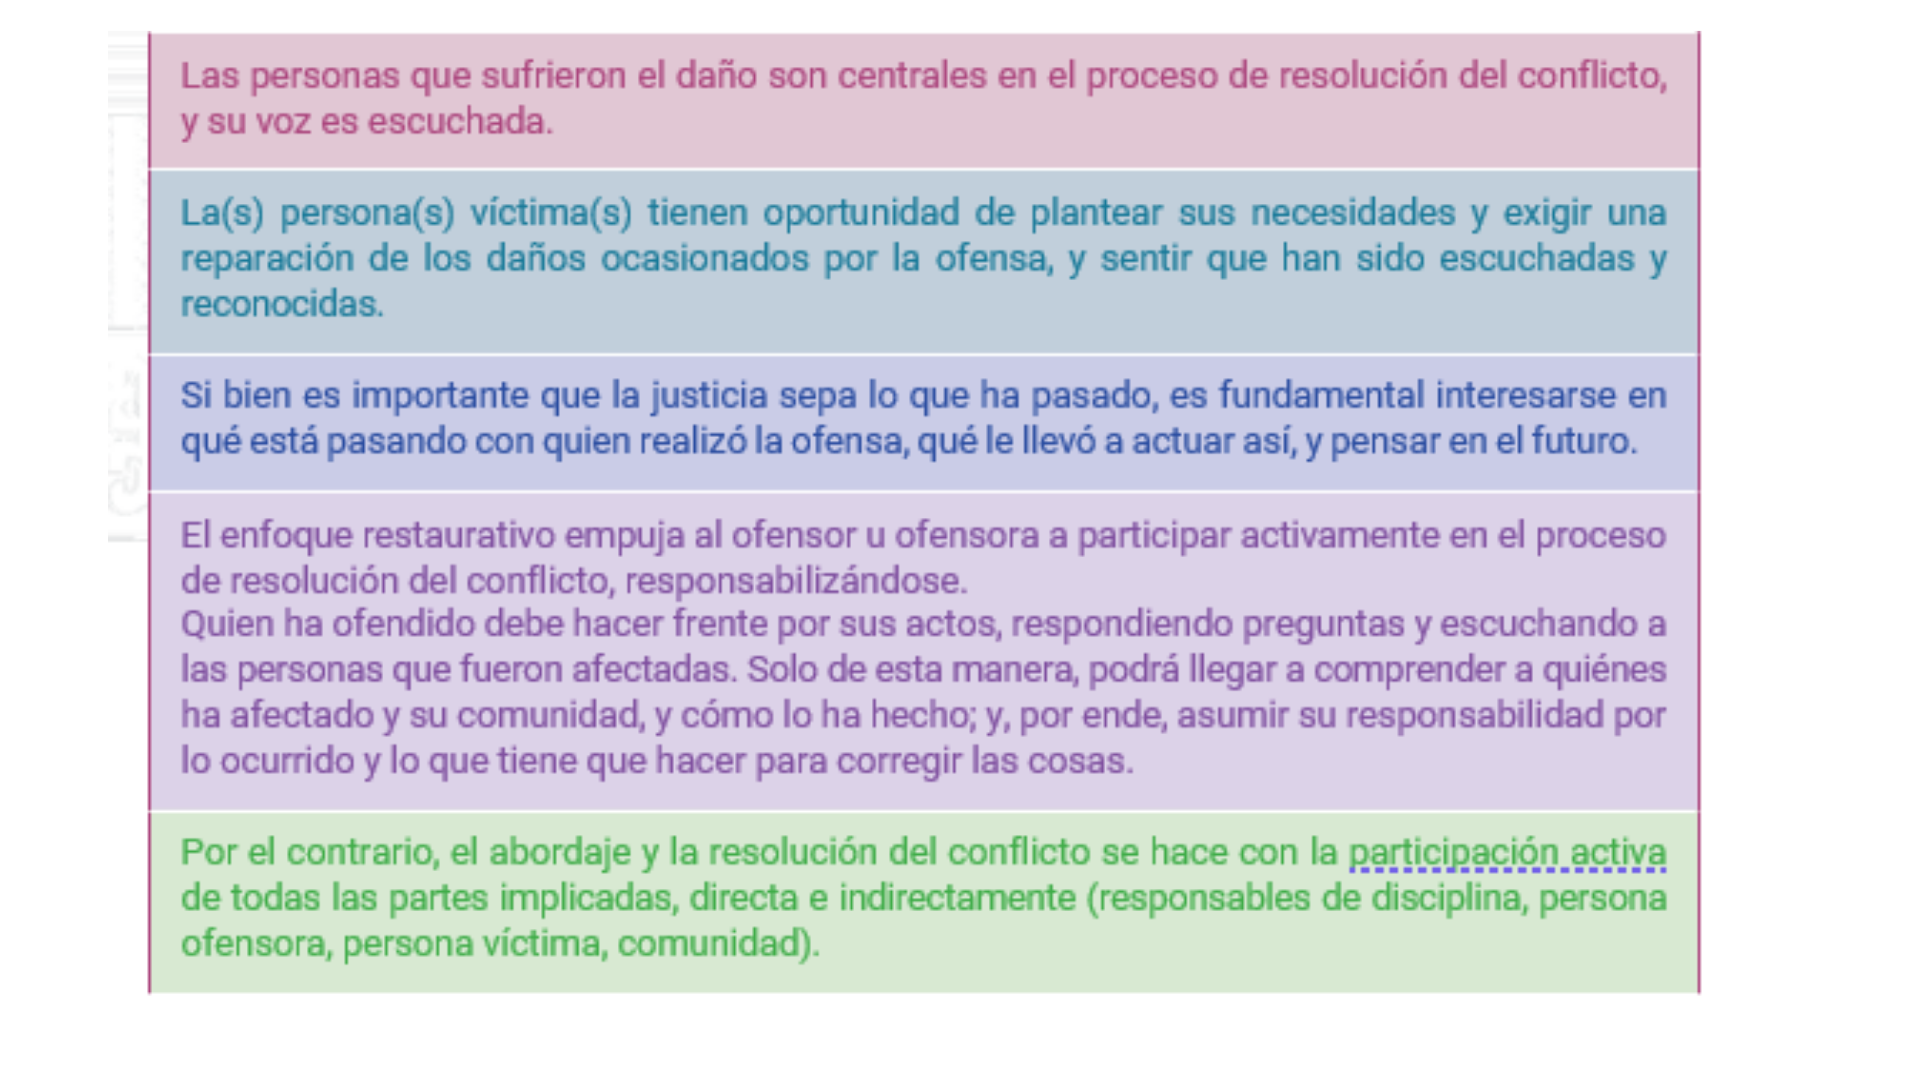 Las personas que sufrieron el daño son centrales en el proceso de resolución del conflicto,
y su voz es escuchada.
La(s) persona(s) víctima(s) tienen oportunidad de plantear sus necesidades y exigir una
reparación de los daños ocasionados por la ofensa, y sentir que han sido escuchadas y
reconocidas.
Si bien es importante que la justicia sepa lo que ha pasado, es fundamental interesarse en
qué está pasando con quien realizó la ofensa, qué le llevó a actuar así, y pensar en el futuro.
El enfoque restaurativo empuja al ofensor u ofensora a participar activamente en el proceso
de resolución del conflicto, responsabilizándose.
Quien ha ofendido debe hacer frente por sus actos, respondiendo preguntas y escuchando a
las personas que fueron afectadas. Solo de esta manera, podrá llegar a comprender a quiénes
ha afectado y su comunidad, y cómo lo ha hecho; y, por ende, asumir su responsabilidad por
lo ocurrido y lo que tiene que hacer para corregir las cosas.
Por el contrario, el abordaje y la resolución del conflicto se hace con la participación activa
de todas las partes implicadas, directa e indirectamente (responsables de disciplina, persona
ofensora, persona víctima, comunidad).